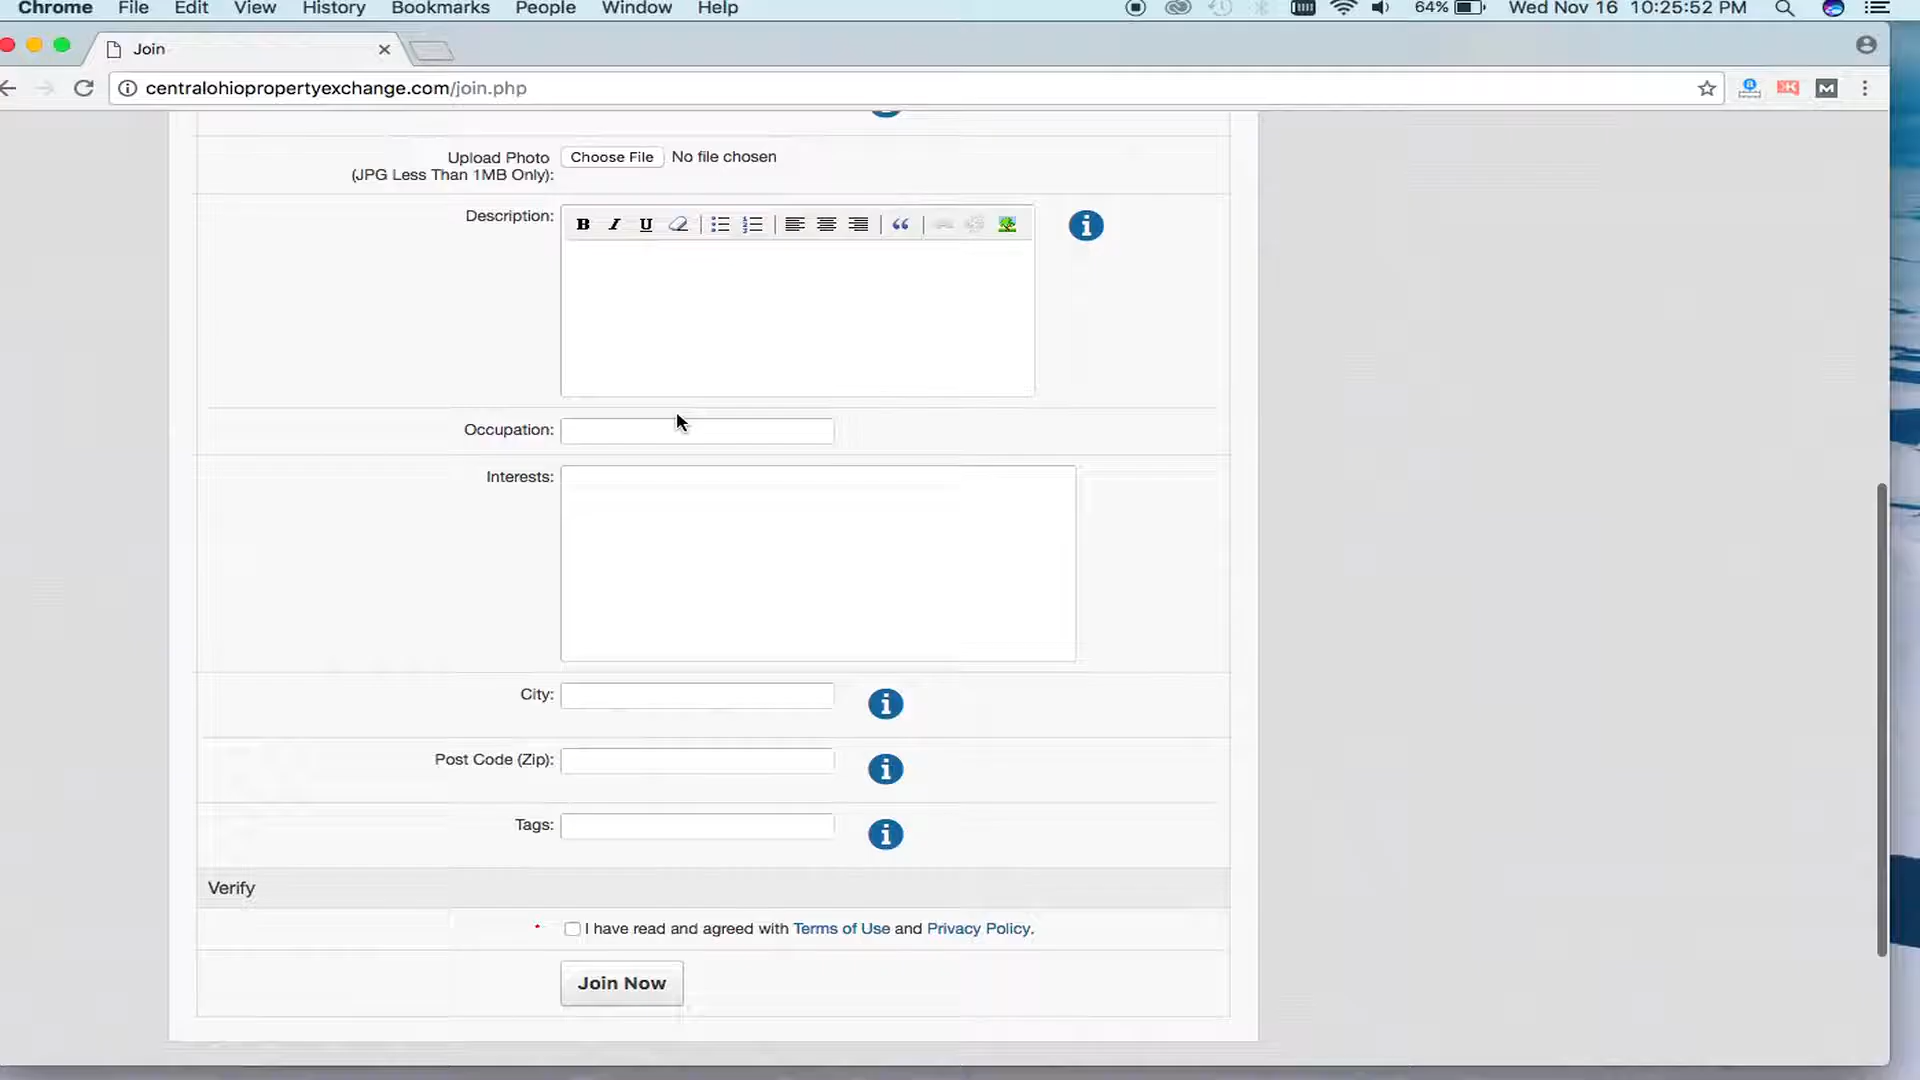 Chrome File Edit View History Bookmarks People Window Help 64% Wed Nov 16 10:25:52 PM
Join
centralohiopropertyexchange.com/join.php
Upload Photo
(JPG Less Than 1MB Only):
Choose File No file chosen
Description:
B I U
Occupation:
Interests:
City:
Post Code (Zip):
Tags:
Verify
* I have read and agreed with Terms of Use and Privacy Policy.
Join Now